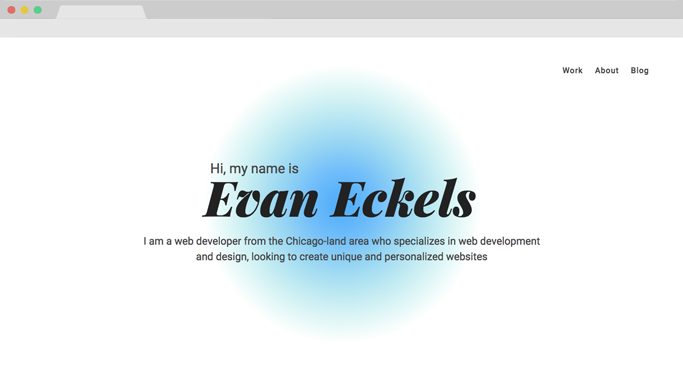 Work About Blog
Hi, my name is
Evan Eckels
I am a web developer from the Chicago-land area who specializes in web development
and design, looking to create unique and personalized websites